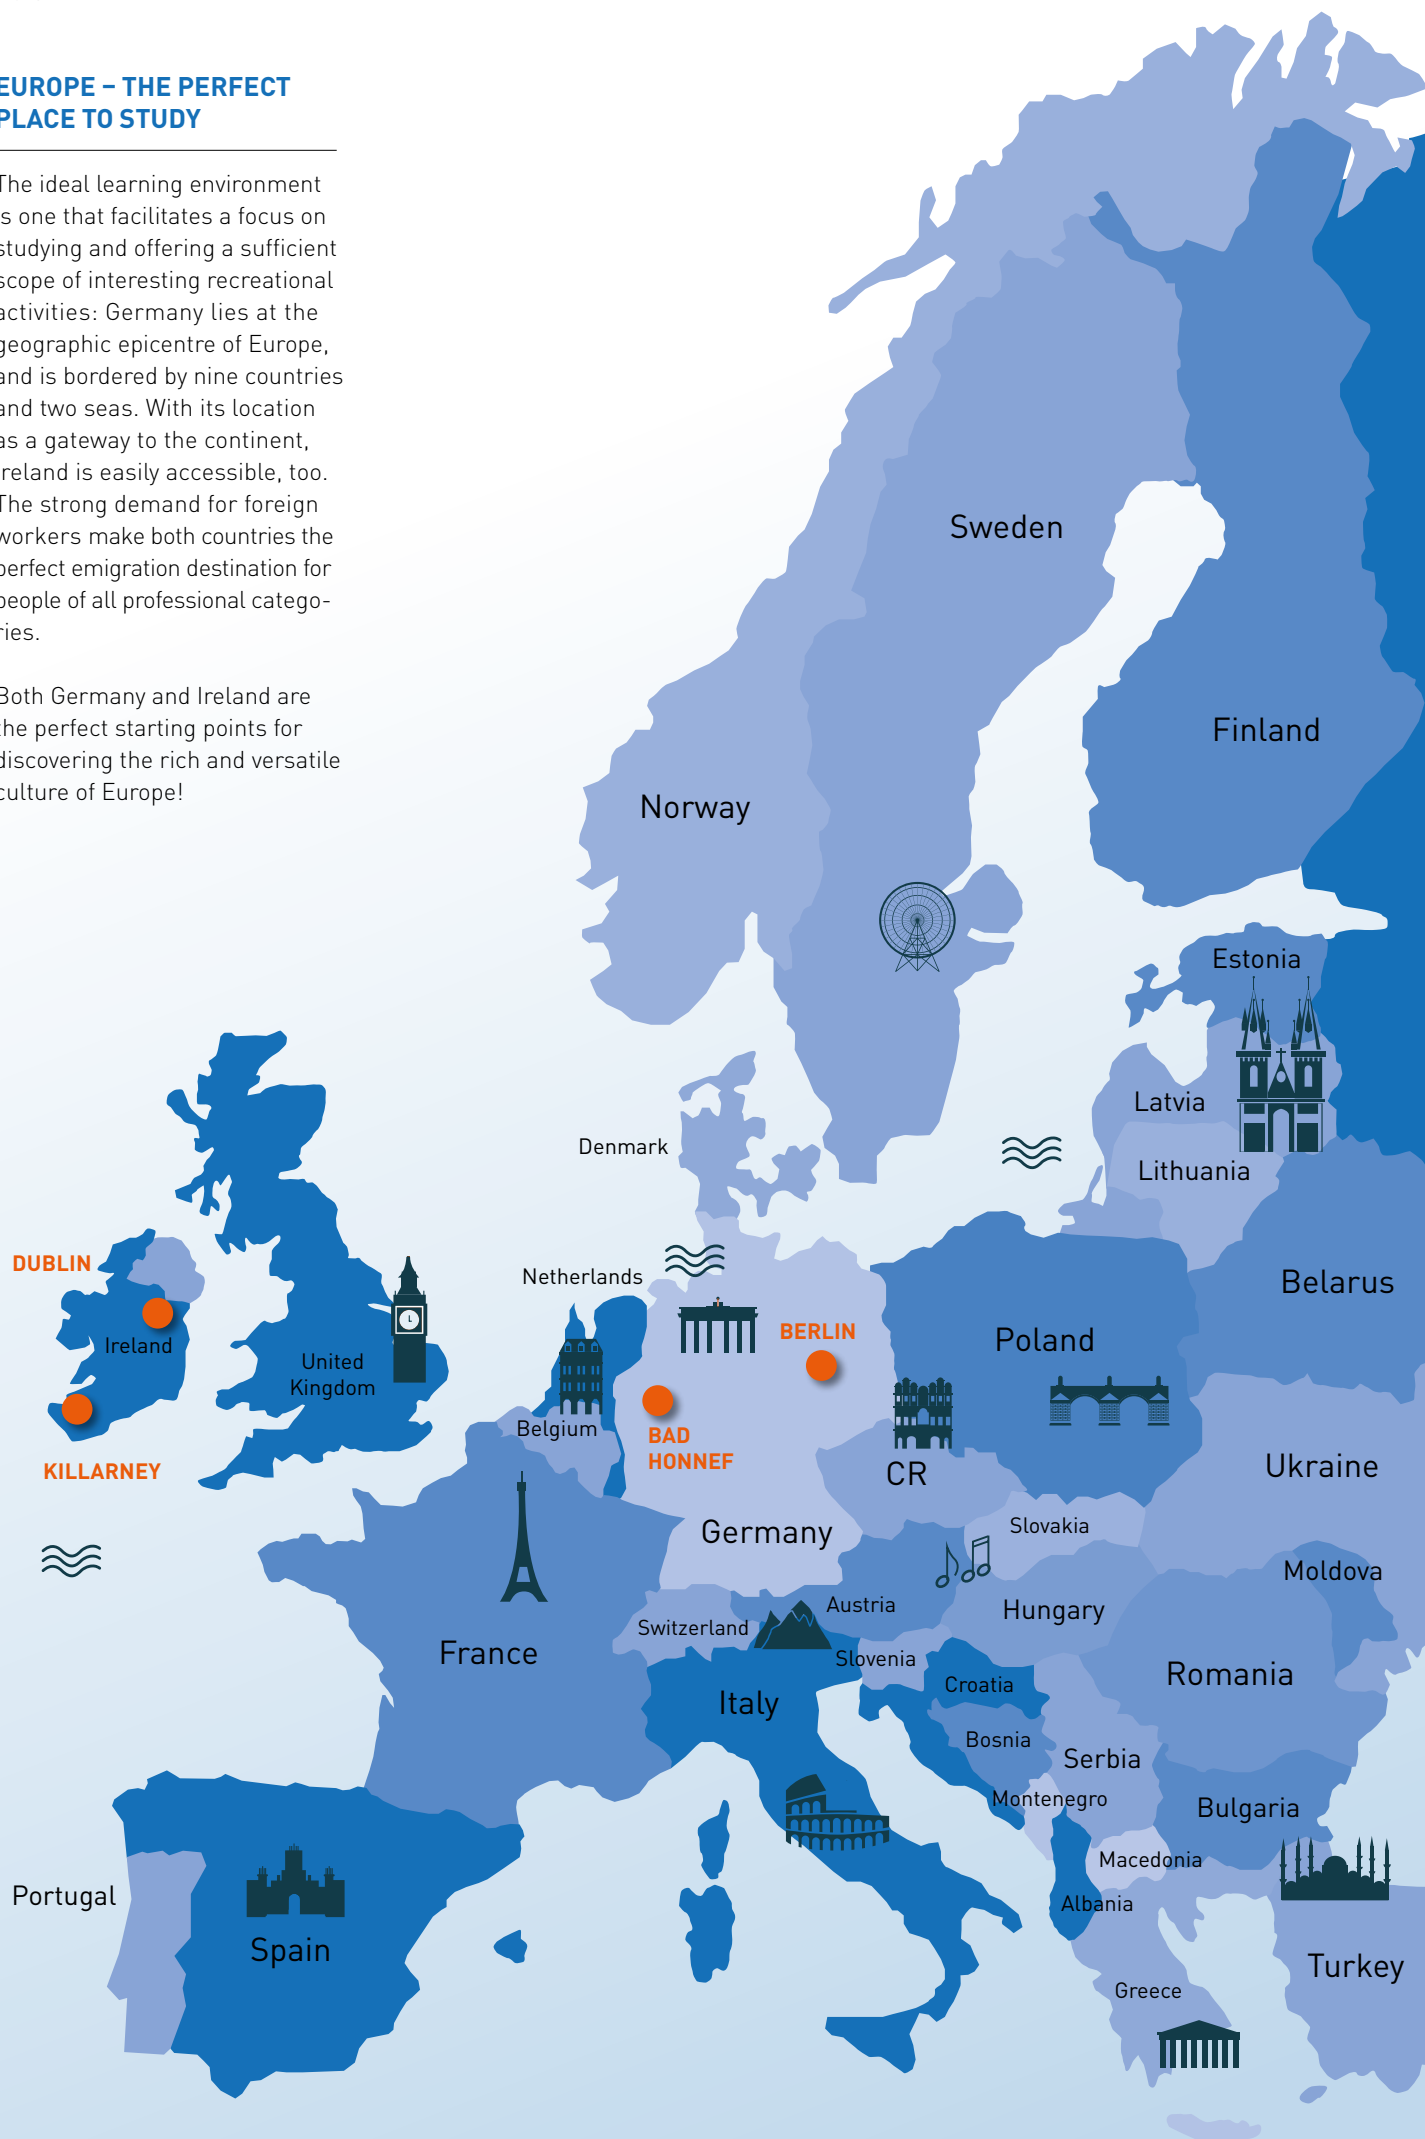 EUROPE – THE PERFECT
PLACE TO STUDY
The ideal learning environment
is one that facilitates a focus on
studying and offering a sufficient
scope of interesting recreational
activities: Germany lies at the
geographic epicentre of Europe,
and is bordered by nine countries
and two seas. With its location
as a gateway to the continent,
Ireland is easily accessible, too.
The strong demand for foreign
workers make both countries the
perfect emigration destination for
people of all professional catego-
ries.
Both Germany and Ireland are
the perfect starting points for
discovering the rich and versatile
culture of Europe!
Sweden
Finland
Norway
Estonia
Latvia
Denmark
Lithuania
DUBLIN
Netherlands
Belarus
Ireland
BERLIN
Poland
United
Kingdom
Belgium
BAD
HONNEF
KILLARNEY
CR
Ukraine
Germany
Slovakia
Moldova
Austria
Hungary
Switzerland
France
Slovenia
Romania
Croatia
Italy
Bosnia
Serbia
Montenegro
Bulgaria
Macedonia
Portugal
Albania
Spain
Turkey
Greece